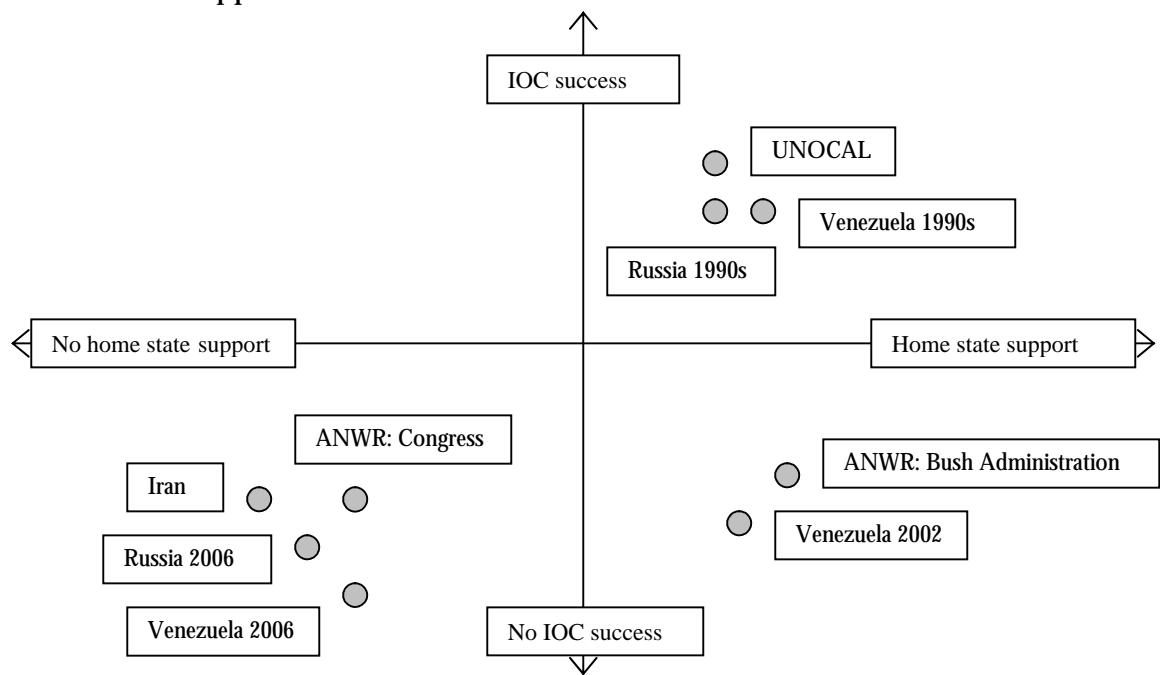 IOC success
UNOCAL
Venezuela 1990s
Russia 1990s
No home state support
Home state support
ANWR: Congress
ANWR: Bush Administration
Iran
Venezuela 2002
Russia 2006
Venezuela 2006
No IOC success